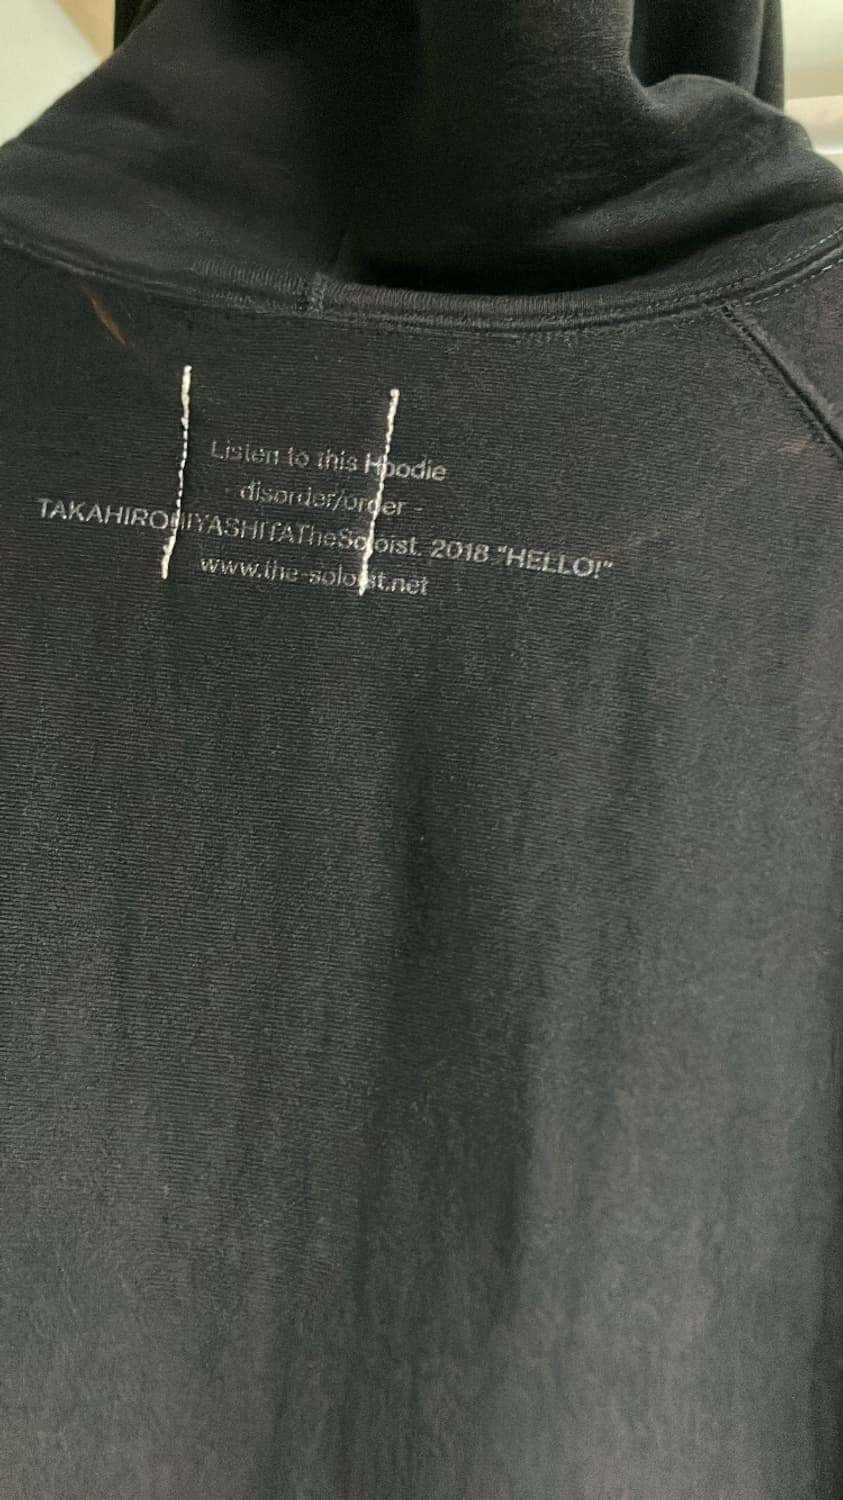 Listen to this Hoodie
- disorder/order -
TAKAHIROMIYASHITATheSoloist. 2018 "HELLO!"
www.the-soloist.net